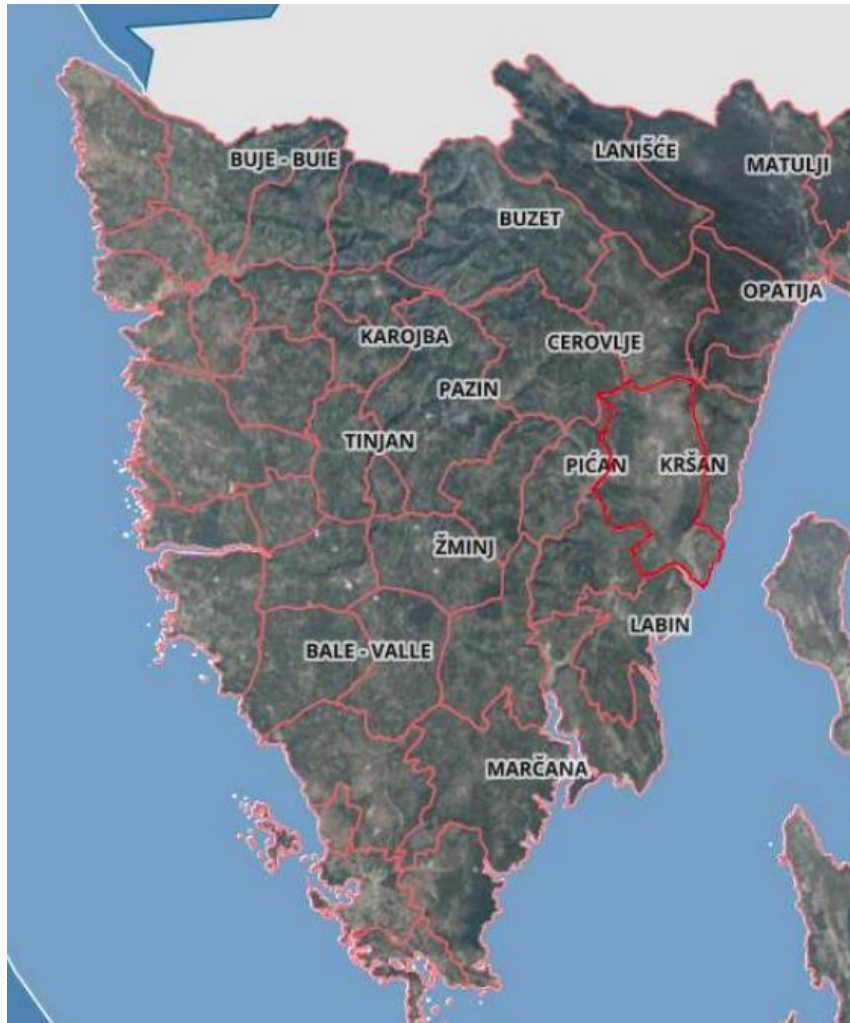 BUJE - BUIE
LANIŠĆE
MATULJI
BUZET
OPATIJA
KAROJBA
CEROVLJE
PAZIN
TINJAN
PIĆAN
KRŠAN
ŽMINJ
LABIN
BALE - VALLE
MARČANA